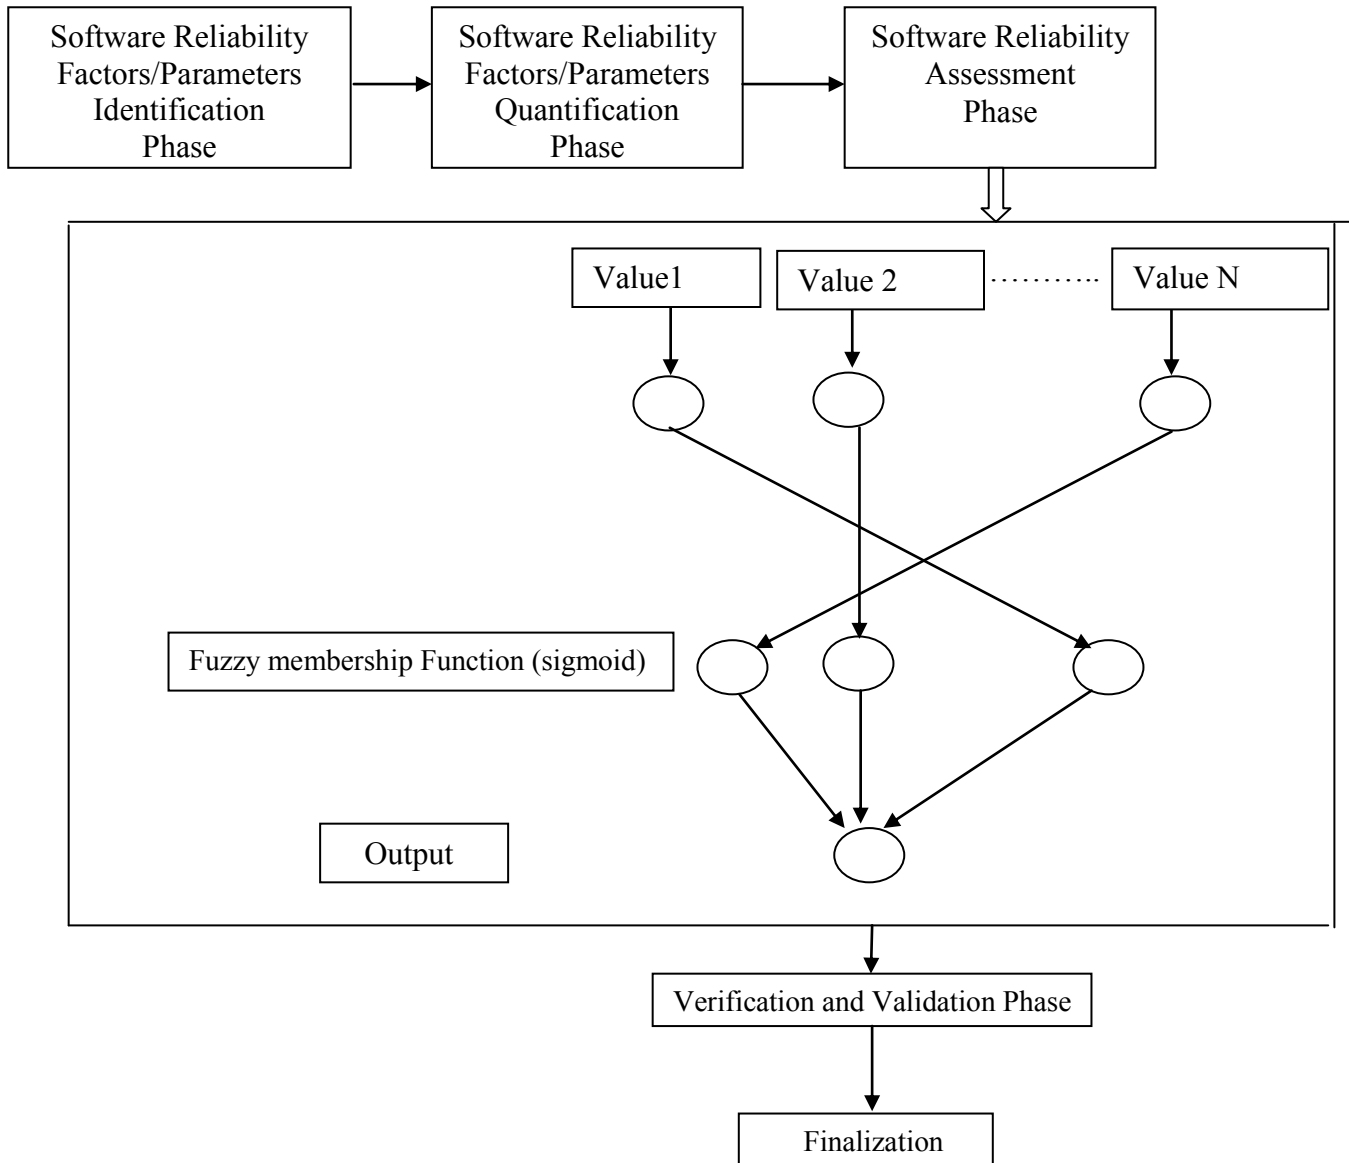 Software Reliability
Factors/Parameters
Identification
Phase
Software Reliability
Factors/Parameters
Quantification
Phase
Software Reliability
Assessment
Phase
Value1
Value 2
...........
Value N
Fuzzy membership Function (sigmoid)
Output
Verification and Validation Phase
Finalization